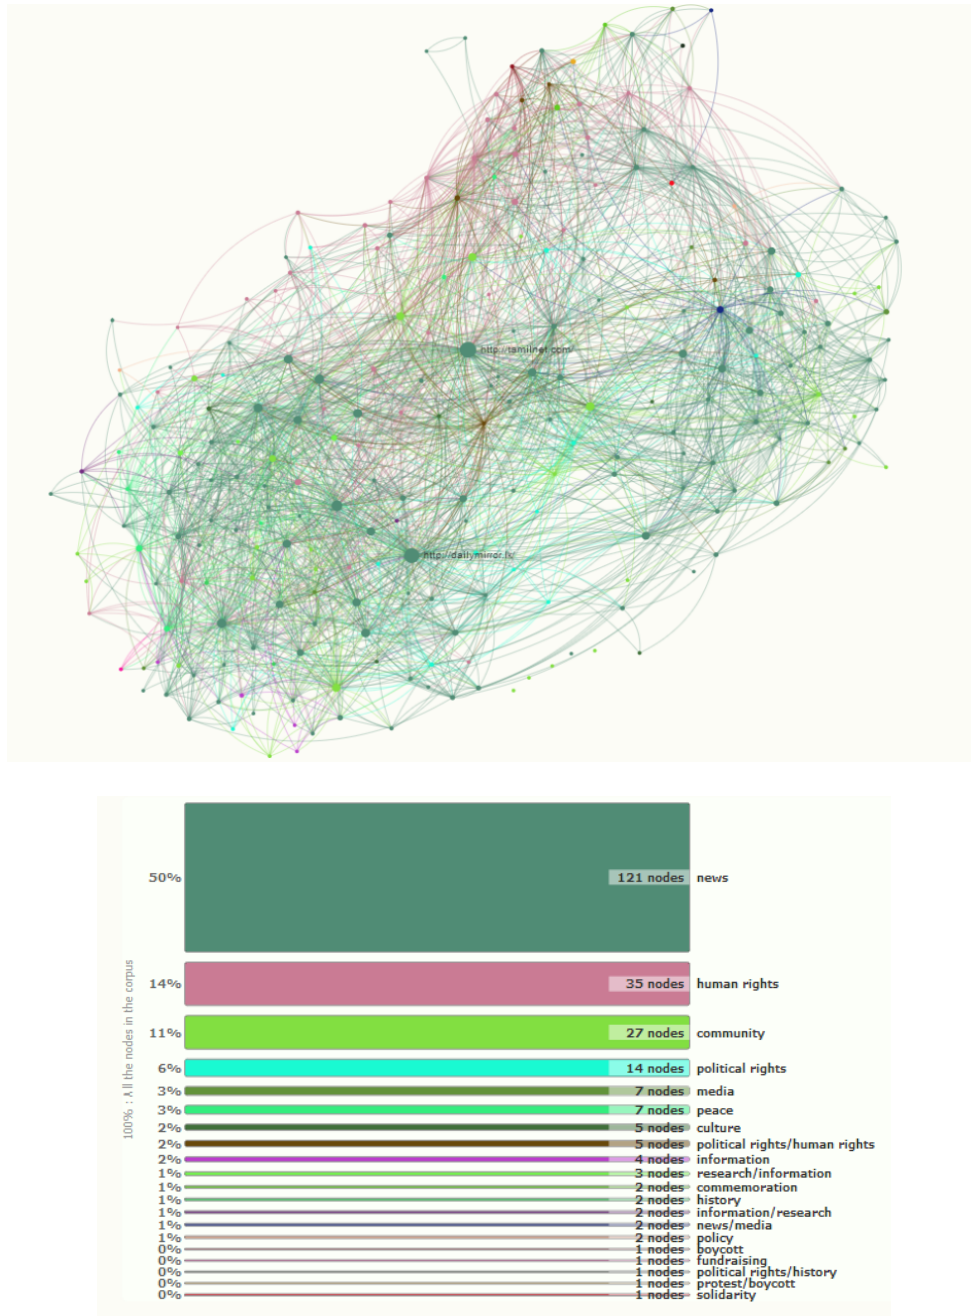 http://tamilnet.com/
http://dailymirror.lk/
100% : All the nodes in the corpus
50% 121 nodes news
14% 35 nodes human rights
11% 27 nodes community
6% 14 nodes political rights
3% 7 nodes media
3% 7 nodes peace
2% 5 nodes culture
2% 5 nodes political rights/human rights
2% 4 nodes information
1% 3 nodes research/information
1% 2 nodes commemoration
1% 2 nodes history
1% 2 nodes information/research
1% 2 nodes news/media
1% 2 nodes policy
0% 1 nodes boycott
0% 1 nodes fundraising
0% 1 nodes political rights/history
0% 1 nodes protest/boycott
0% 1 nodes solidarity